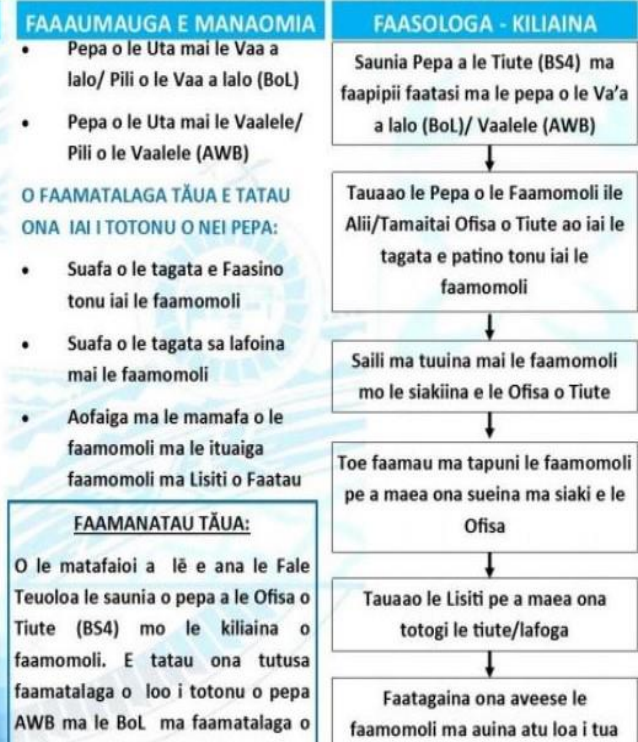 FAAAUMAUGA E MANAOMIA
• Pepa o le Uta mai le Vaa a
lalo/ Pili o le Vaa a lalo (BoL)
• Pepa o le Uta mai le Vaalele/
Pili o le Vaalele (AWB)
O FAAMATALAGA TĂUA E TATAU
ONA IAI I TOTONU O NEI PEPA:
• Suafa o le tagata e Faasino
tonu iai le faamomoli
• Suafa o le tagata sa lafoina
mai le faamomoli
• Aofaiga ma le mamafa o le
faamomoli ma le ituaiga
faamomoli ma Lisiti o Faatau
FAAMANATAU TĂUA:
O le matafaioi a lē e ana le Fale
Teuoloa le saunia o pepa a le Ofisa o
Tiute (BS4) mo le kiliaina o
faamomoli. E tatau ona tutusa
faamatalaga o loo i totonu o pepa
AWB ma le BoL ma faamatalaga o
FAASOLOGA - KILIAINA
Saunia Pepa a le Tiute (BS4) ma
faapipii faatasi ma le pepa o le Va'a
a lalo (BoL)/ Vaalele (AWB)
Tauaao le Pepa o le Faamomoli ile
Alii/Tamaitai Ofisa o Tiute ao iai le
tagata e patino tonu iai le
faamomoli
Saili ma tuuina mai le faamomoli
mo le siakiina e le Ofisa o Tiute
Toe faamau ma tapuni le faamomoli
pe a maea ona sueina ma siaki e le
Ofisa
Tauaao le Lisiti pe a maea ona
totogi le tiute/lafoga
Faatagaina ona aveese le
faamomoli ma auina atu loa i tua